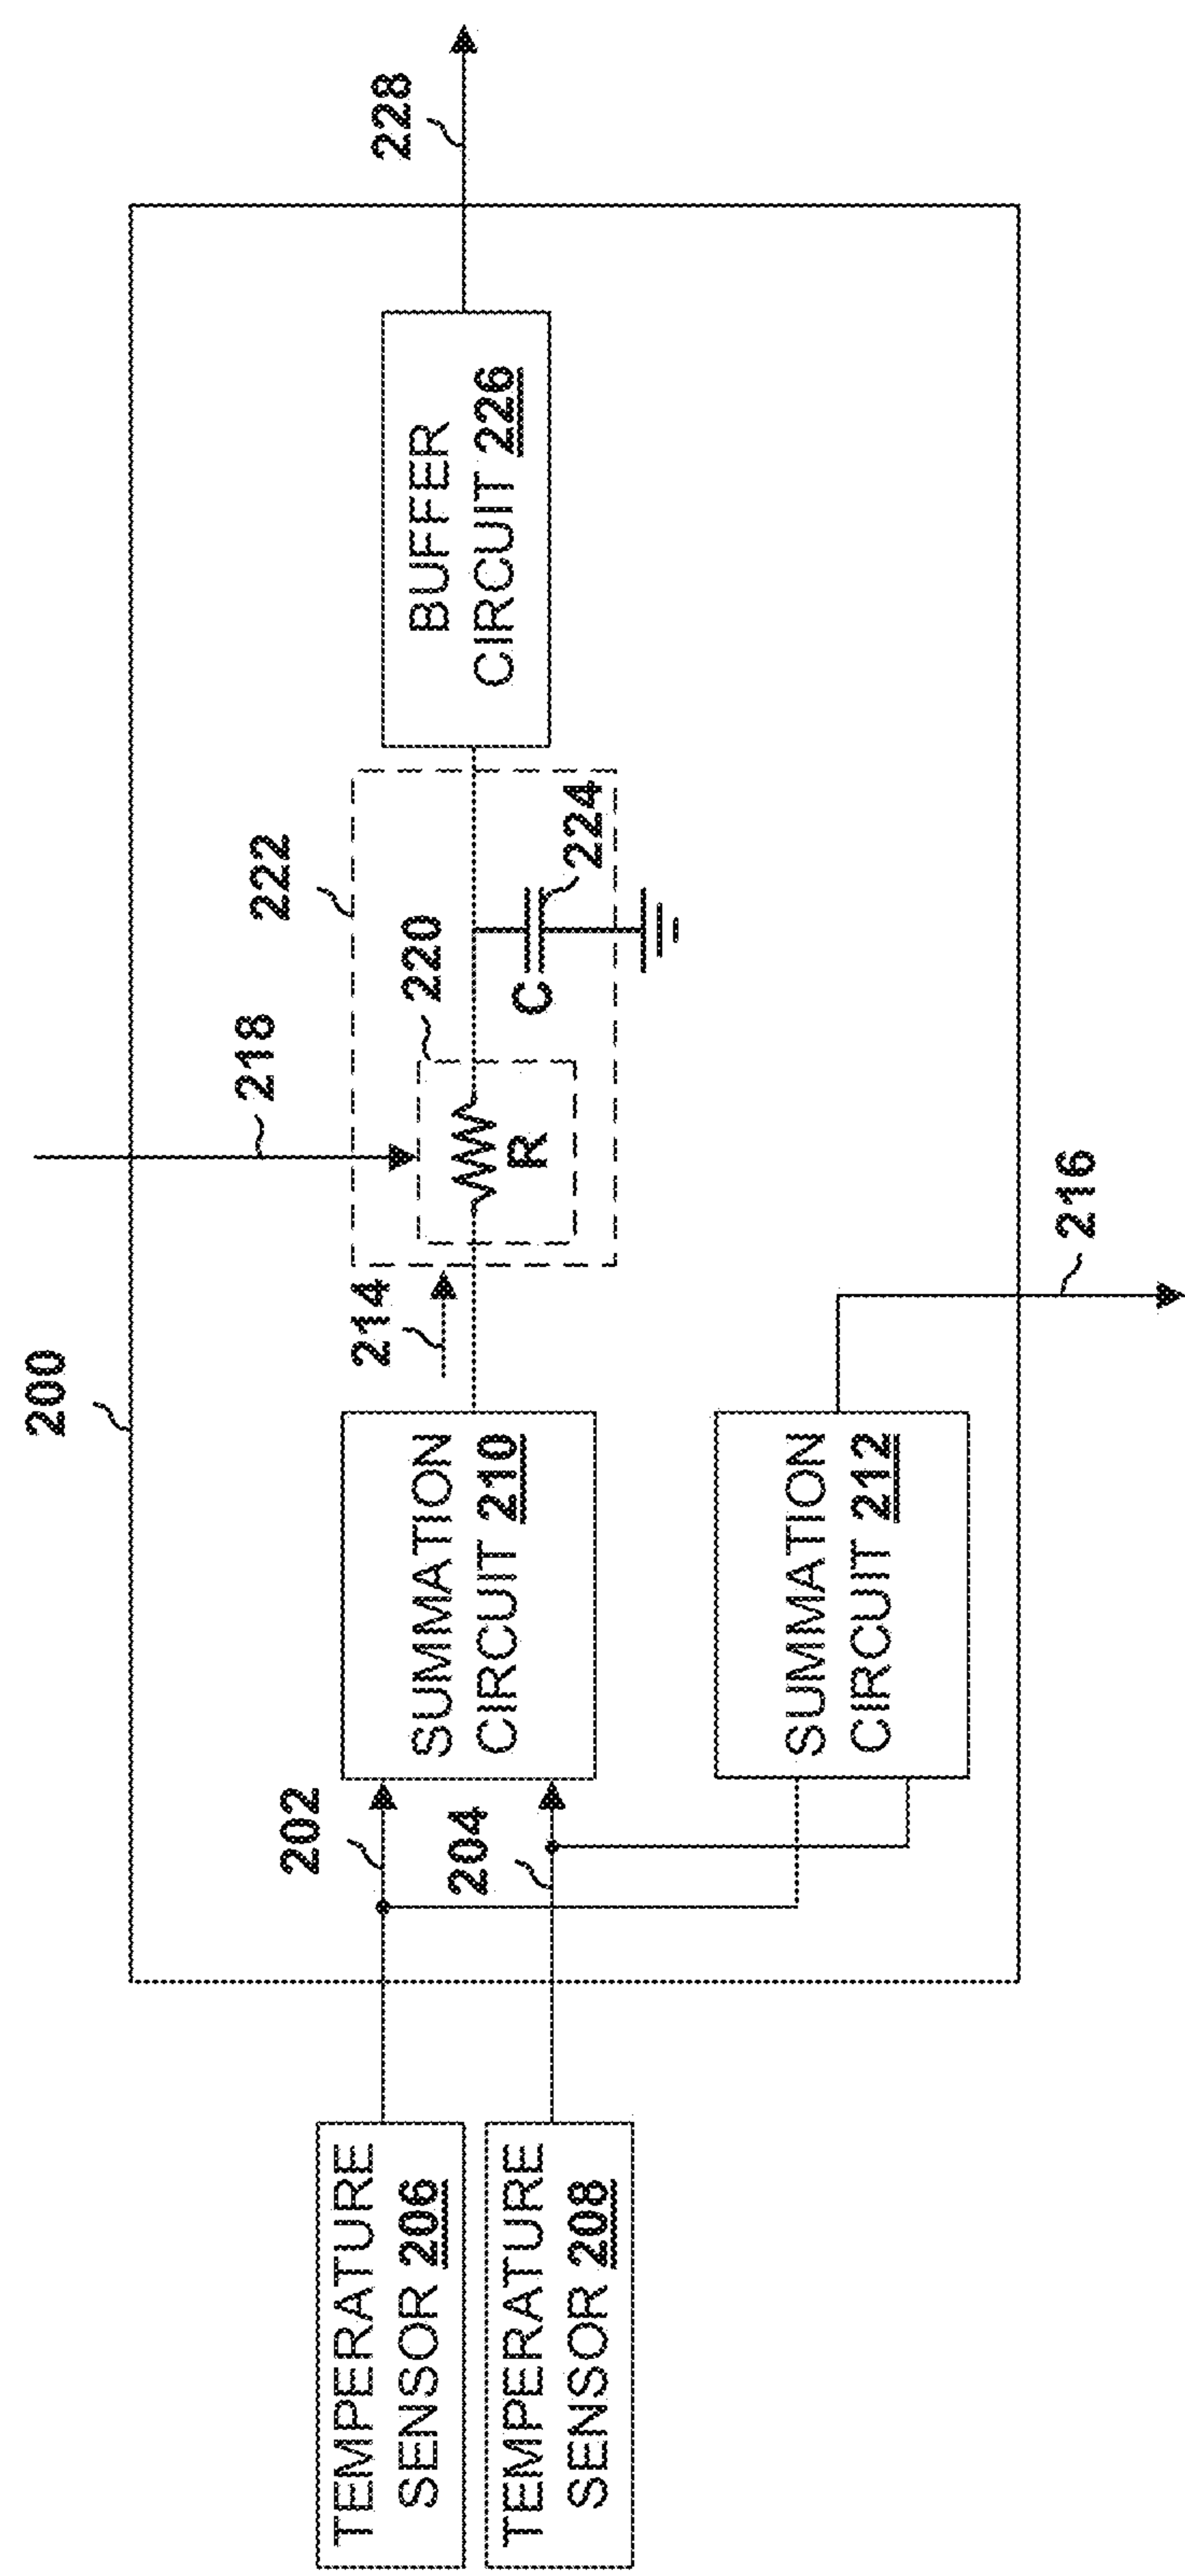 200
218
222
228
220
214
R
C
224
BUFFER
CIRCUIT 226
202
204
SUMMATION
CIRCUIT 210
TEMPERATURE
SENSOR 206
TEMPERATURE
SENSOR 208
SUMMATION
CIRCUIT 212
216